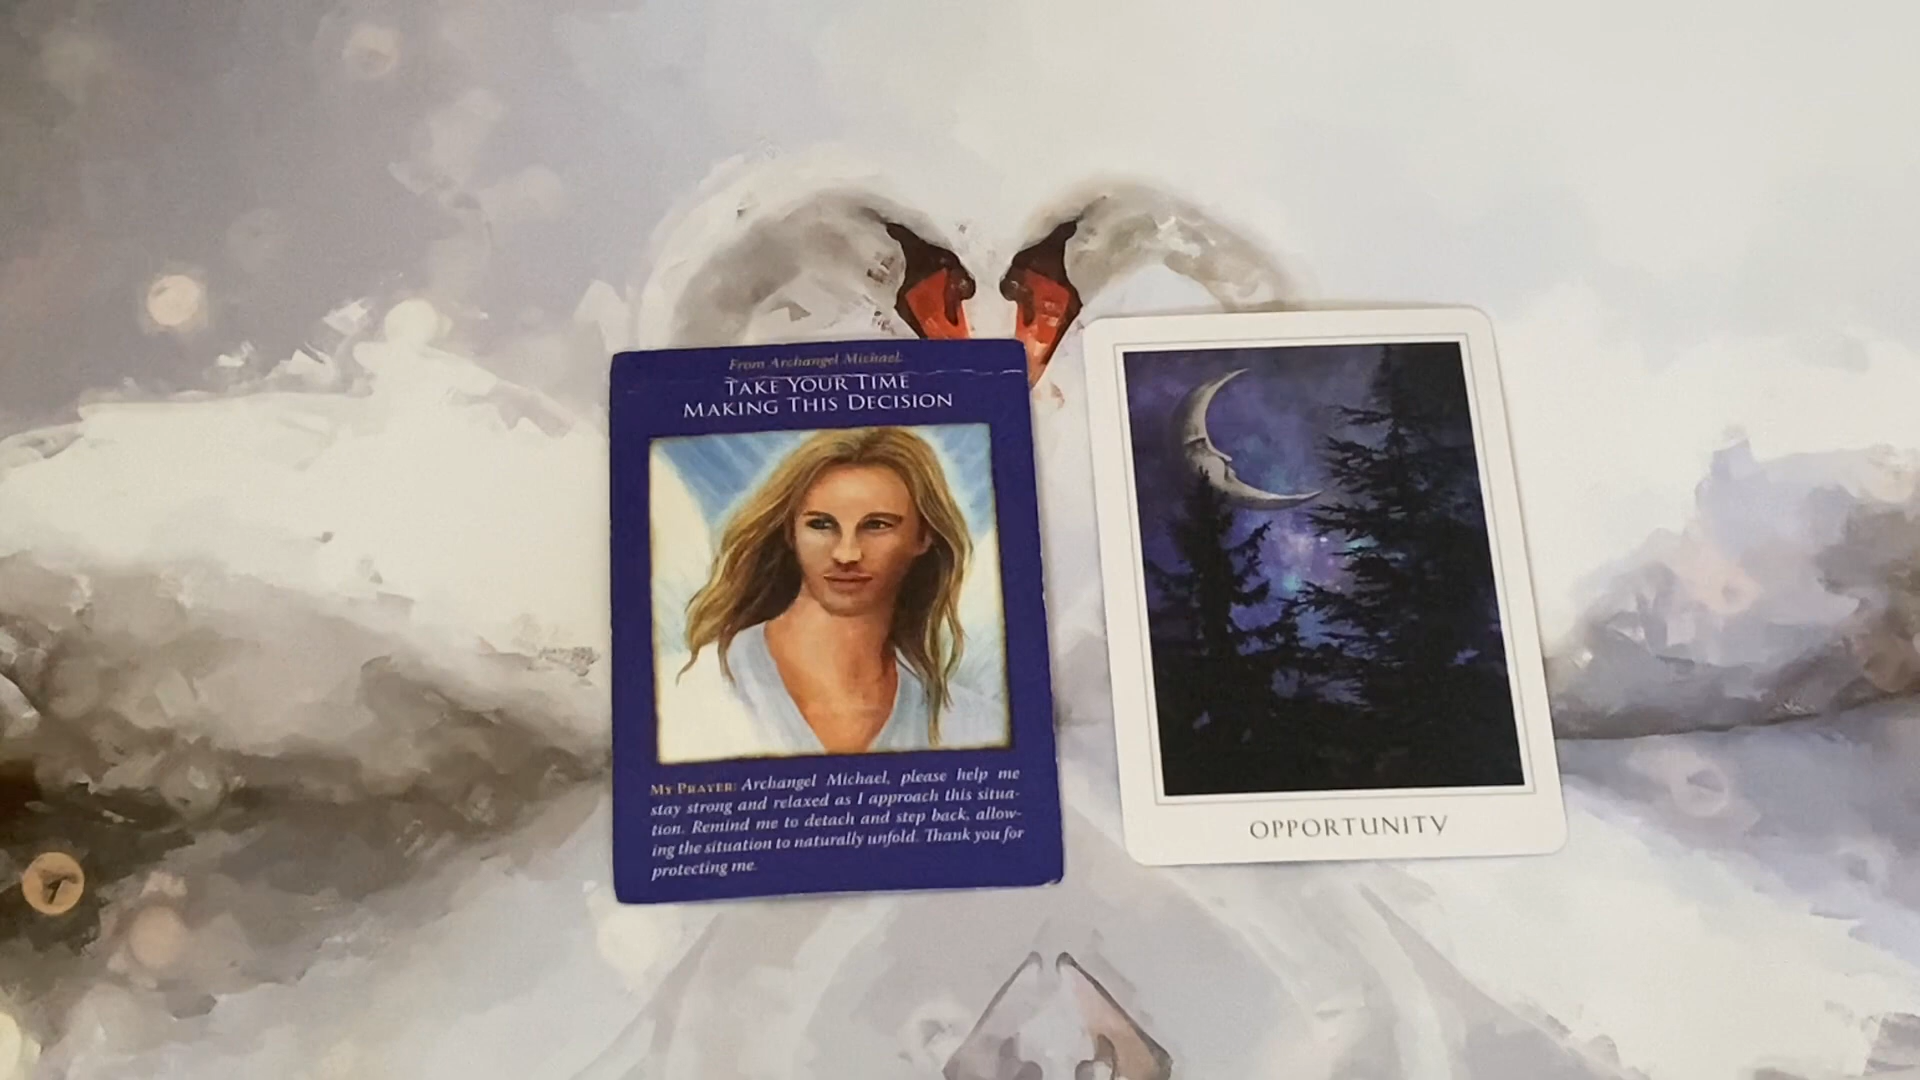 From Archangel Michael:
TAKE YOUR TIME
MAKING THIS DECISION
MY PRAYER: Archangel Michael, please help me
stay strong and relaxed as I approach this situa-
tion. Remind me to detach and step back, allow-
ing the situation to naturally unfold. Thank you for
protecting me.
OPPORTUNITY